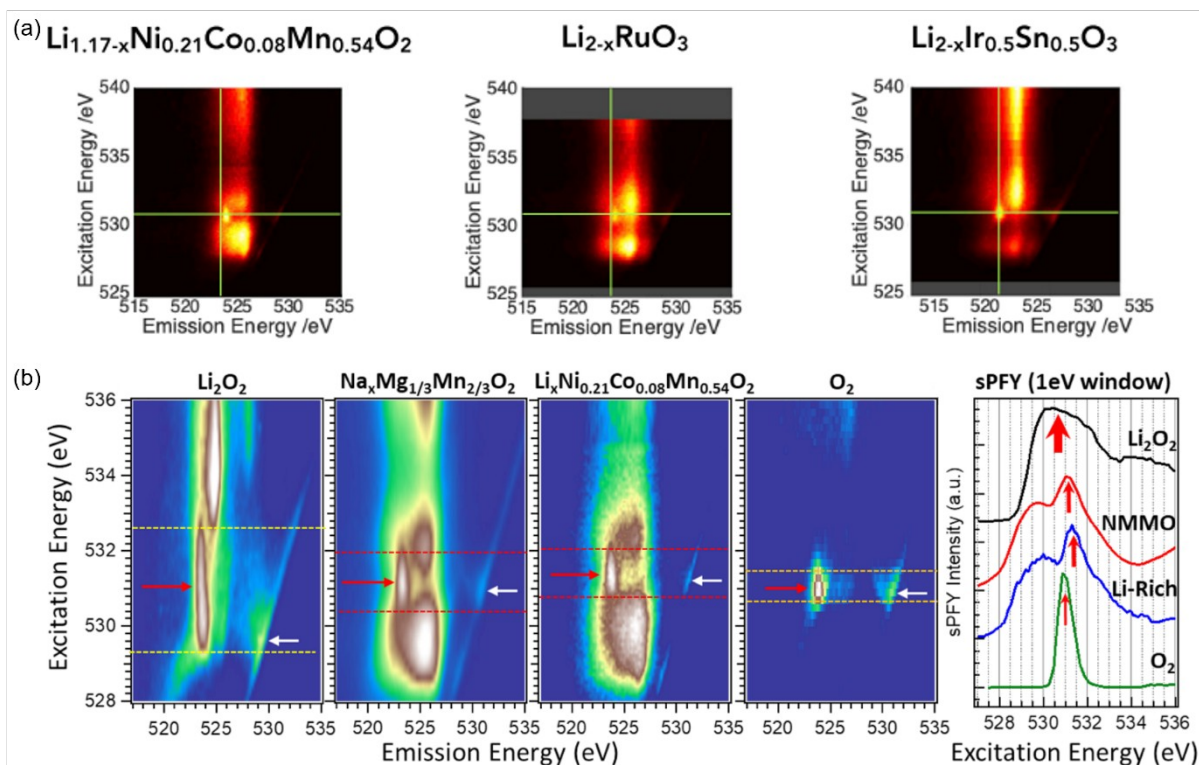 (a)
Li1.17-xNi0.21Co0.08Mn0.54O2
Li2-xRuO3
Li2-xIr0.5Sn0.5O3
Excitation Energy /eV
540
535
530
525
515 520 525 530 535
Emission Energy /eV
Excitation Energy /eV
540
535
530
525
515 520 525 530 535
Emission Energy /eV
Excitation Energy /eV
540
535
530
525
515 520 525 530 535
Emission Energy /eV
(b)
Li2O2
NaxMg1/3Mn2/3O2
LixNi0.21Co0.08Mn0.54O2
O2
sPFY (1eV window)
Excitation Energy (eV)
536
534
532
530
528
520 525 530 535
520 525 530 535
520 525 530 535
520 525 530 535
Emission Energy (eV)
sPFY Intensity (a.u.)
Li2O2
NMMO
Li-Rich
O2
528 530 532 534 536
Excitation Energy (eV)